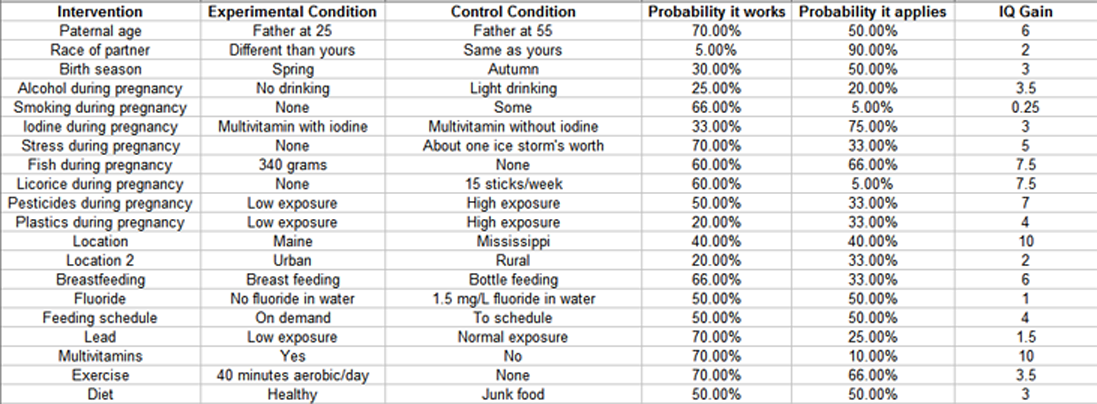 Intervention Experimental Condition Control Condition Probability it works Probability it applies IQ Gain
Paternal age Father at 25 Father at 55 70.00% 50.00% 6
Race of partner Different than yours Same as yours 5.00% 90.00% 2
Birth season Spring Autumn 30.00% 50.00% 3
Alcohol during pregnancy No drinking Light drinking 25.00% 20.00% 3.5
Smoking during pregnancy None Some 66.00% 5.00% 0.25
Iodine during pregnancy Multivitamin with iodine Multivitamin without iodine 33.00% 75.00% 3
Stress during pregnancy None About one ice storm's worth 70.00% 33.00% 5
Fish during pregnancy 340 grams None 60.00% 66.00% 7.5
Licorice during pregnancy None 15 sticks/week 60.00% 5.00% 7.5
Pesticides during pregnancy Low exposure High exposure 50.00% 33.00% 7
Plastics during pregnancy Low exposure High exposure 20.00% 33.00% 4
Location Maine Mississippi 40.00% 40.00% 10
Location 2 Urban Rural 20.00% 33.00% 2
Breastfeeding Breast feeding Bottle feeding 66.00% 33.00% 6
Fluoride No fluoride in water 1.5 mg/L fluoride in water 50.00% 50.00% 1
Feeding schedule On demand To schedule 50.00% 50.00% 4
Lead Low exposure Normal exposure 70.00% 25.00% 1.5
Multivitamins Yes No 70.00% 10.00% 10
Exercise 40 minutes aerobic/day None 70.00% 66.00% 3.5
Diet Healthy Junk food 50.00% 50.00% 3